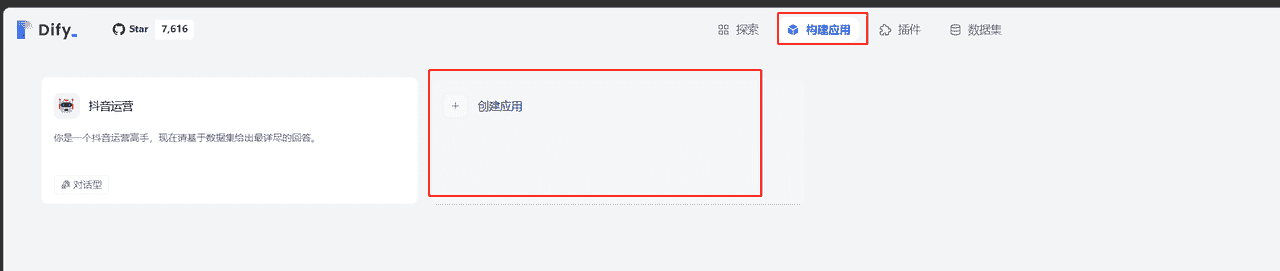 Dify_ Star 7,616 探索 构建应用 插件 数据集
抖音运营
你是一个抖音运营高手，现在请基于数据集给出最详尽的回答。
对话型
创建应用